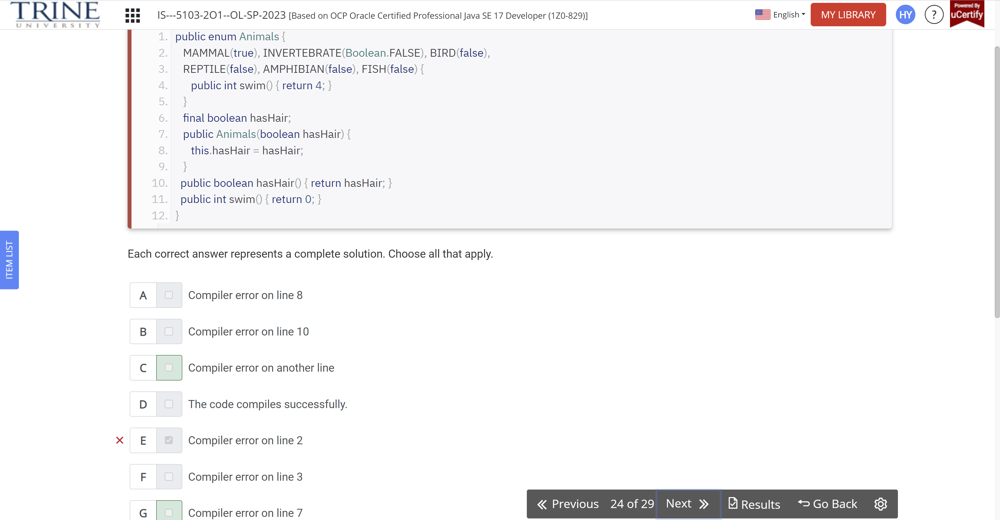 TRINE
UNIVERSITY
IS---5103-2O1--OL-SP-2023 [Based on OCP Oracle Certified Professional Java SE 17 Developer (1Z0-829)]
English
MY LIBRARY
HY
?
Powered By
uCertify
1. public enum Animals {
2. MAMMAL(true), INVERTEBRATE(Boolean.FALSE), BIRD(false),
3. REPTILE(false), AMPHIBIAN(false), FISH(false) {
4. public int swim() { return 4; }
5. }
6. final boolean hasHair;
7. public Animals(boolean hasHair) {
8. this.hasHair = hasHair;
9. }
10. public boolean hasHair() { return hasHair; }
11. public int swim() { return 0; }
12. }
ITEM LIST
Each correct answer represents a complete solution. Choose all that apply.
A Compiler error on line 8
B Compiler error on line 10
C Compiler error on another line
D The code compiles successfully.
E Compiler error on line 2
F Compiler error on line 3
G Compiler error on line 7
Previous 24 of 29 Next Results Go Back